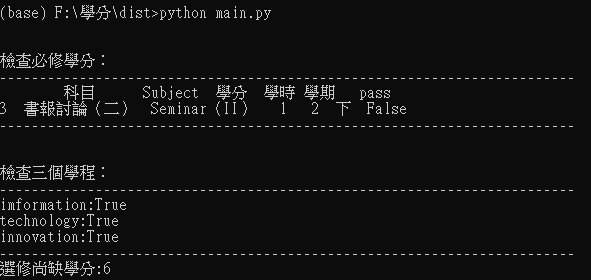 (base) F:\學分\dist>python main.py
檢查必修學分：
科目 Subject 學分 學時 學期 pass
3 書報討論（二） Seminar（II） 1 2 下 False
檢查三個學程：
imformation:True
technology:True
innovation:True
選修尚缺學分:6